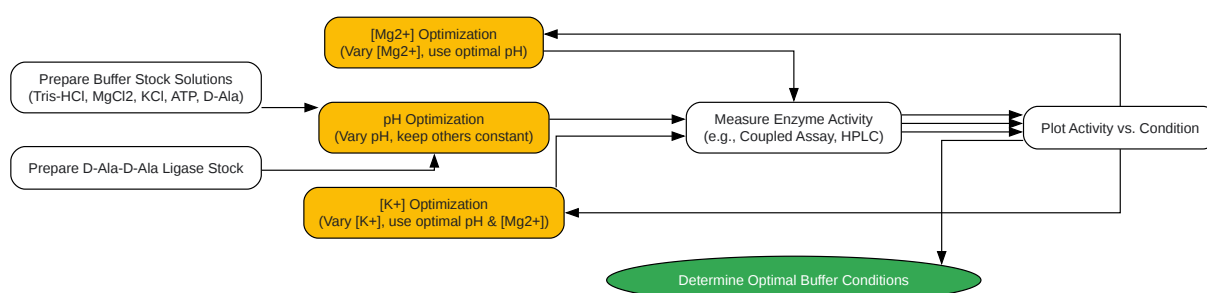 [Mg2+] Optimization
(Vary [Mg2+], use optimal pH)
Prepare Buffer Stock Solutions
(Tris-HCl, MgCl2, KCl, ATP, D-Ala)
pH Optimization
(Vary pH, keep others constant)
Measure Enzyme Activity
(e.g., Coupled Assay, HPLC)
Plot Activity vs. Condition
Prepare D-Ala-D-Ala Ligase Stock
[K+] Optimization
(Vary [K+], use optimal pH & [Mg2+])
Determine Optimal Buffer Conditions